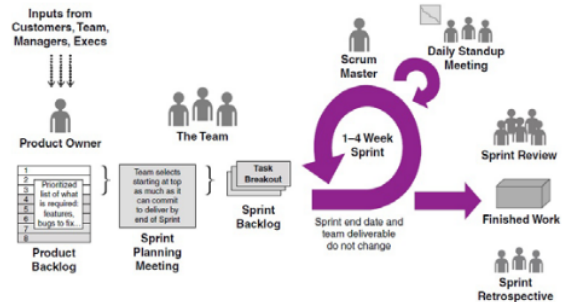 Inputs from
Customers, Team,
Managers, Execs
Product Owner
The Team
Scrum
Master
Daily Standup
Meeting
1
2
3
4
5
6
7
8
Prioritized
list of what
is required:
features,
bugs to fix...
Product
Backlog
Team selects
starting at top
as much as it
can commit
to deliver by
end of Sprint
Sprint
Planning
Meeting
Task
Breakout
Sprint
Backlog
1–4 Week
Sprint
Sprint end date and
team deliverable
do not change
Sprint Review
Finished Work
Sprint
Retrospective